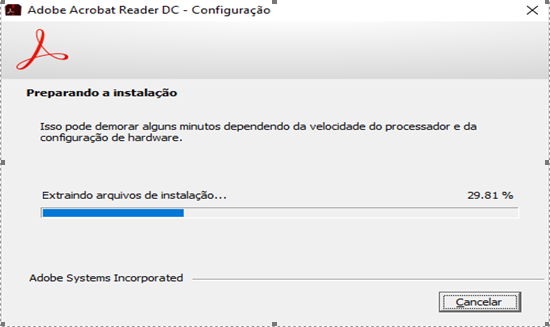 Adobe Acrobat Reader DC - Configuração
Preparando a instalação
Isso pode demorar alguns minutos dependendo da velocidade do processador e da
configuração de hardware.
Extraindo arquivos de instalação... 29.81 %
Adobe Systems Incorporated
Cancelar